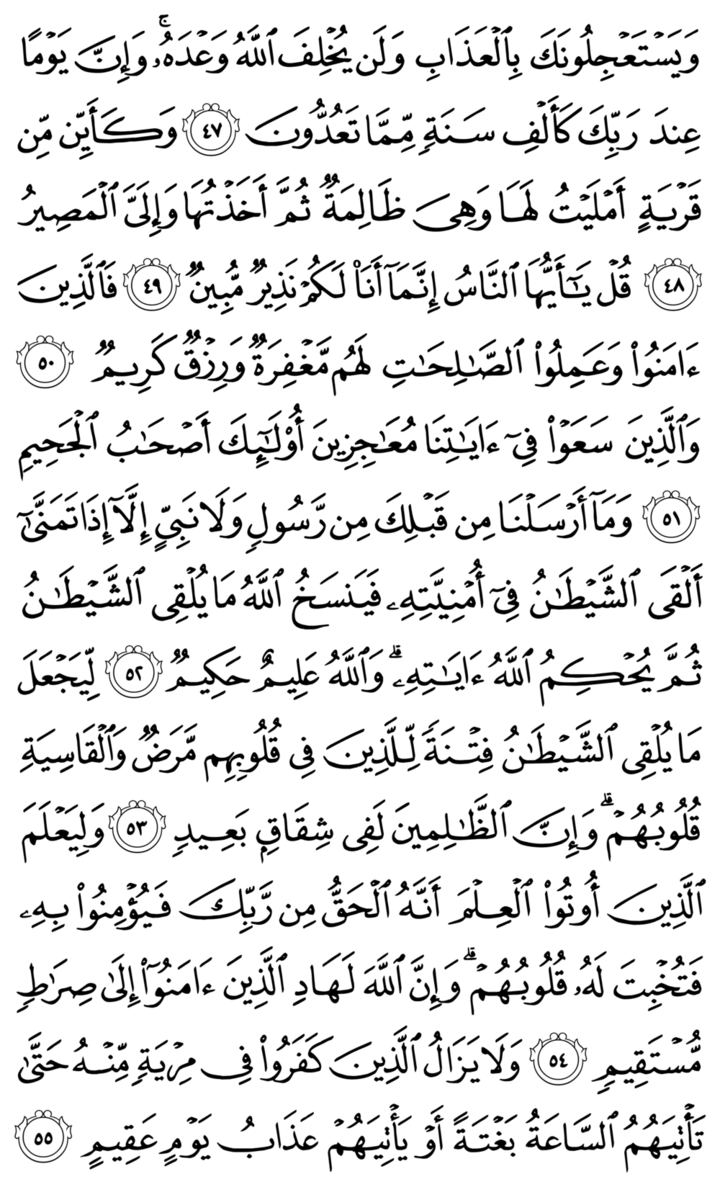 وَيَسۡتَعۡجِلُونَكَ بِٱلۡعَذَابِ وَلَن يُخۡلِفَ ٱللَّهُ وَعۡدَهُۥۚ وَإِنَّ يَوۡمًا
عِندَ رَبِّكَ كَأَلۡفِ سَنَةٖ مِّمَّا تَعُدُّونَ ٤٧ وَكَأَيِّن مِّن
قَرۡيَةٍ أَمۡلَيۡتُ لَهَا وَهِيَ ظَالِمَةٞ ثُمَّ أَخَذۡتُهَا وَإِلَيَّ ٱلۡمَصِيرُ
٤٨ قُلۡ يَٰٓأَيُّهَا ٱلنَّاسُ إِنَّمَآ أَنَا۠ لَكُمۡ نَذِيرٞ مُّبِينٞ ٤٩ فَٱلَّذِينَ
ءَامَنُواْ وَعَمِلُواْ ٱلصَّٰلِحَٰتِ لَهُم مَّغۡفِرَةٞ وَرِزۡقٞ كَرِيمٞ ٥٠
وَٱلَّذِينَ سَعَوۡاْ فِيٓ ءَايَٰتِنَا مُعَٰجِزِينَ أُوْلَٰٓئِكَ أَصۡحَٰبُ ٱلۡجَحِيمِ
٥١ وَمَآ أَرۡسَلۡنَا مِن قَبۡلِكَ مِن رَّسُولٖ وَلَا نَبِيٍّ إِلَّآ إِذَا تَمَنَّىٰٓ
أَلۡقَى ٱلشَّيۡطَٰنُ فِيٓ أُمۡنِيَّتِهِۦ فَيَنسَخُ ٱللَّهُ مَا يُلۡقِي ٱلشَّيۡطَٰنُ
ثُمَّ يُحۡكِمُ ٱللَّهُ ءَايَٰتِهِۦۗ وَٱللَّهُ عَلِيمٌ حَكِيمٞ ٥٢ لِّيَجۡعَلَ
مَا يُلۡقِي ٱلشَّيۡطَٰنُ فِتۡنَةٗ لِّلَّذِينَ فِي قُلُوبِهِم مَّرَضٞ وَٱلۡقَاسِيَةِ
قُلُوبُهُمۡۗ وَإِنَّ ٱلظَّٰلِمِينَ لَفِي شِقَاقِۭ بَعِيدٖ ٥٣ وَلِيَعۡلَمَ
ٱلَّذِينَ أُوتُواْ ٱلۡعِلۡمَ أَنَّهُ ٱلۡحَقُّ مِن رَّبِّكَ فَيُؤۡمِنُواْ بِهِۦ
فَتُخۡبِتَ لَهُۥ قُلُوبُهُمۡۗ وَإِنَّ ٱللَّهَ لَهَادِ ٱلَّذِينَ ءَامَنُوٓاْ إِلَىٰ صِرَٰطٖ
مُّسۡتَقِيمٖ ٥٤ وَلَا يَزَالُ ٱلَّذِينَ كَفَرُواْ فِي مِرۡيَةٖ مِّنۡهُ حَتَّىٰ
تَأۡتِيَهُمُ ٱلسَّاعَةُ بَغۡتَةً أَوۡ يَأۡتِيَهُمۡ عَذَابُ يَوۡمٍ عَقِيمٍ ٥٥